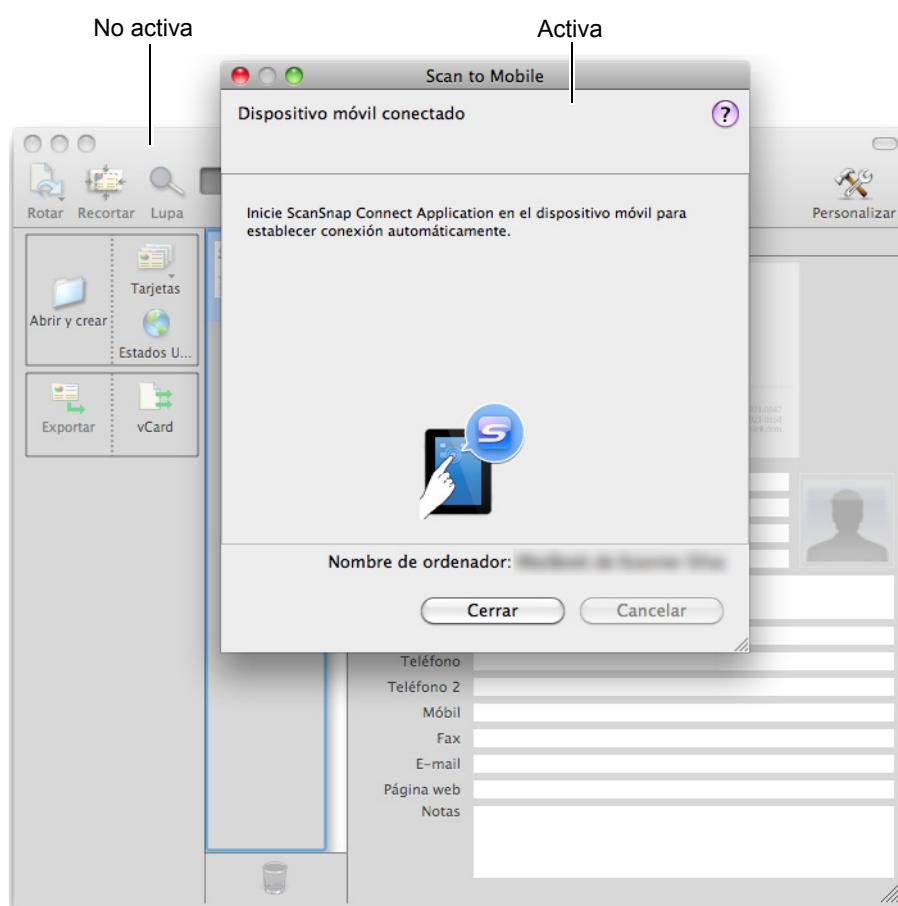 No activa
Activa
Scan to Mobile
Dispositivo móvil conectado
?
Rotar
Recortar
Lupa
Personalizar
Inicie ScanSnap Connect Application en el dispositivo móvil para
establecer conexión automáticamente.
Abrir y crear
Tarjetas
Estados U...
Exportar
vCard
S
Nombre de ordenador:
Cerrar
Cancelar
Teléfono
Teléfono 2
Móbil
Fax
E-mail
Página web
Notas